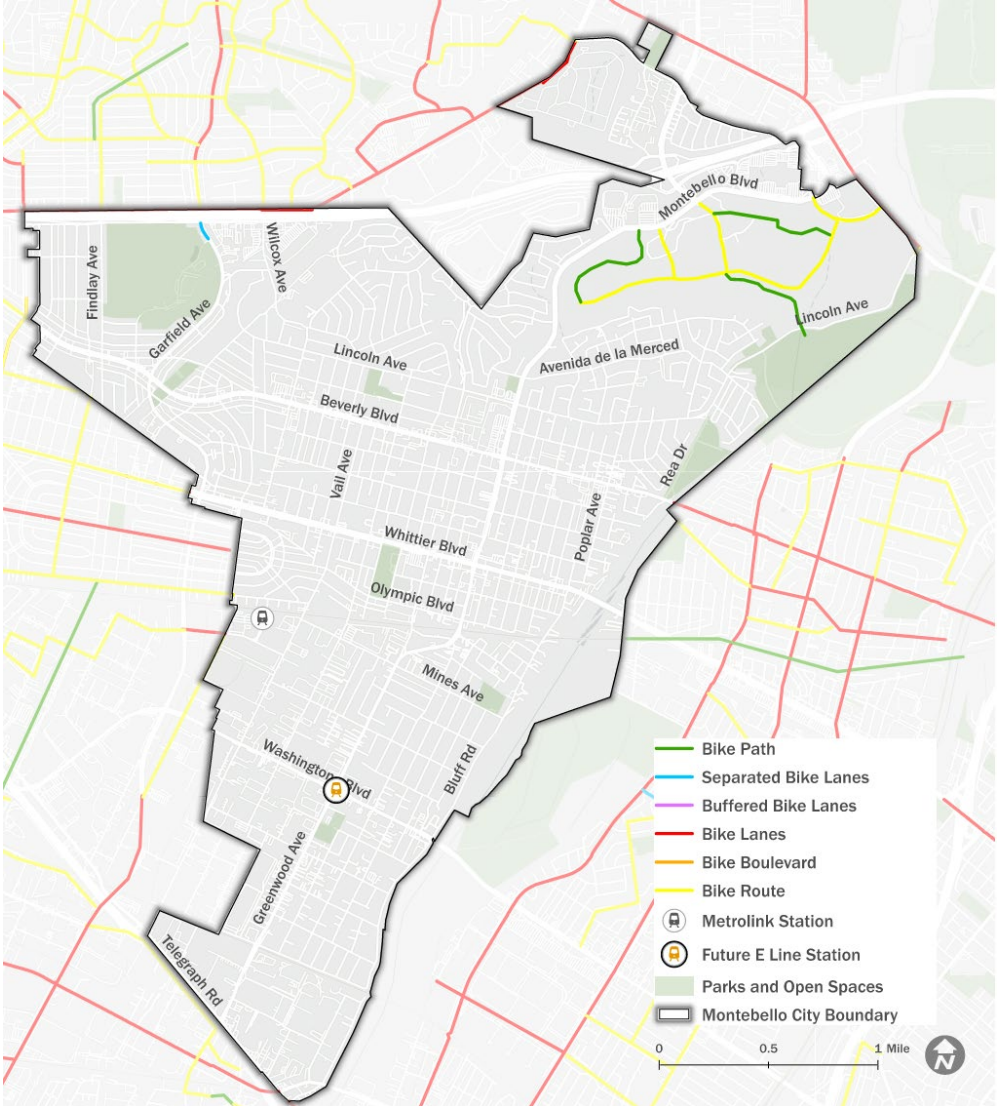 Montebello Blvd
Findlay Ave
Wilcox Ave
Garfield Ave
Lincoln Ave
Lincoln Ave
Avenida de la Merced
Beverly Blvd
Vail Ave
Rea Dr
Poplar Ave
Whittier Blvd
Olympic Blvd
Mines Ave
Washington Blvd
Bluff Rd
Greenwood Ave
Telegraph Rd
Bike Path
Separated Bike Lanes
Buffered Bike Lanes
Bike Lanes
Bike Boulevard
Bike Route
Metrolink Station
Future E Line Station
Parks and Open Spaces
Montebello City Boundary
0 0.5 1 Mile
N